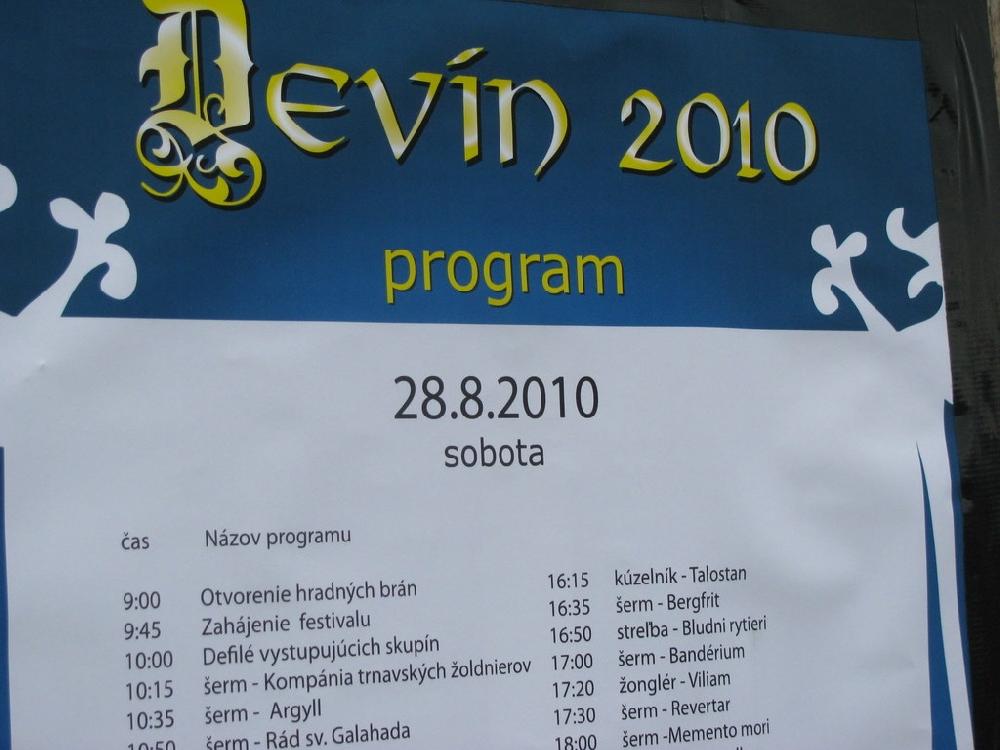 Devín 2010
program
28.8.2010
sobota
čas Názov programu
9:00 Otvorenie hradných brán
9:45 Zahájenie festivalu
10:00 Defilé vystupujúcich skupín
10:15 šerm - Kompánia trnavských žoldnierov
10:35 šerm - Argyll
10:50 šerm - Rád sv. Galahada
16:15 kúzelník - Talostan
16:35 šerm - Bergfrit
16:50 streľba - Bludni rytieri
17:00 šerm - Bandérium
17:20 žonglér - Viliam
17:30 šerm - Revertar
18:00 šerm -Memento mori